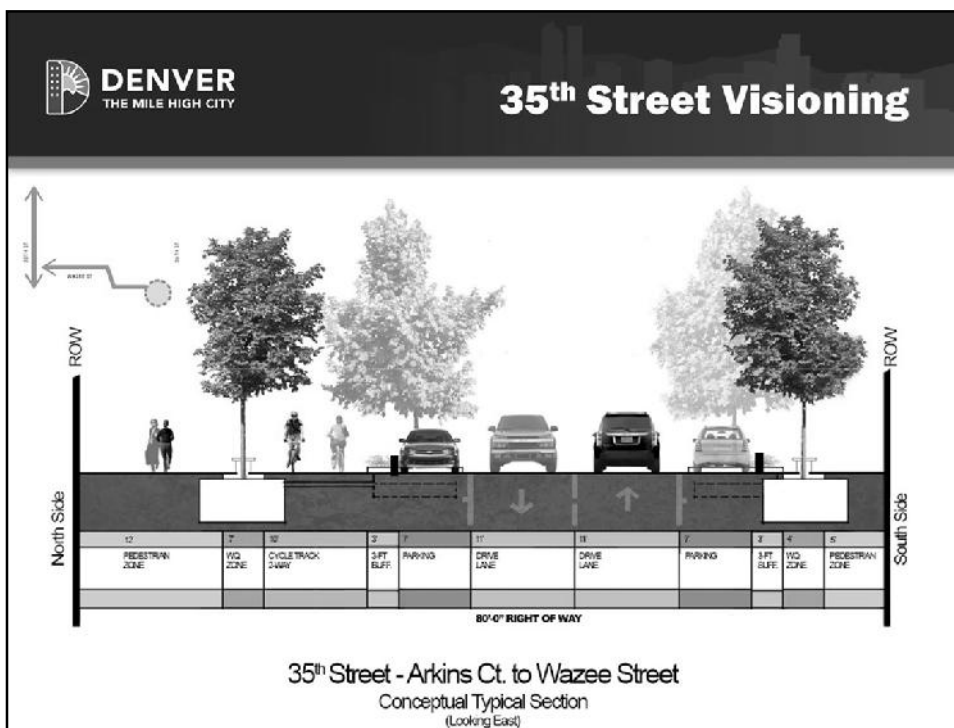 DENVER
THE MILE HIGH CITY
35th Street Visioning
WAZEE ST
ROW
ROW
North Side
South Side
12' 7' 10' 3' 7' 11' 11' 7' 3' 4' 5'
PEDESTRIAN ZONE
WQ ZONE
CYCLE TRACK 2-WAY
3-FT BUFF.
PARKING
DRIVE LANE
DRIVE LANE
PARKING
3-FT BUFF.
WQ ZONE
PEDESTRIAN ZONE
80'-0" RIGHT OF WAY
35th Street - Arkins Ct. to Wazee Street
Conceptual Typical Section
(Looking East)